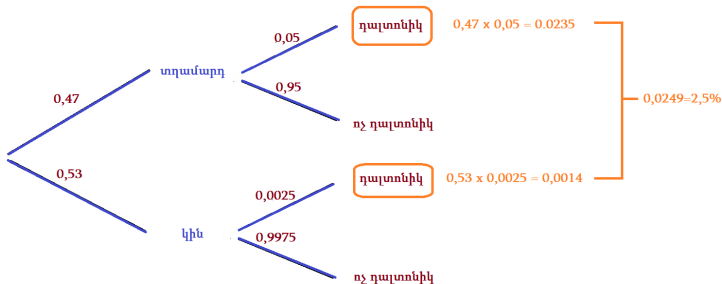 0,05
դալտոնիկ
0,47 x 0,05 = 0.0235
0,47
տղամարդ
0,95
ոչ դալտոնիկ
0,0249=2,5%
0,53
0,0025
դալտոնիկ
0,53 x 0,0025 = 0,0014
կին
0,9975
ոչ դալտոնիկ